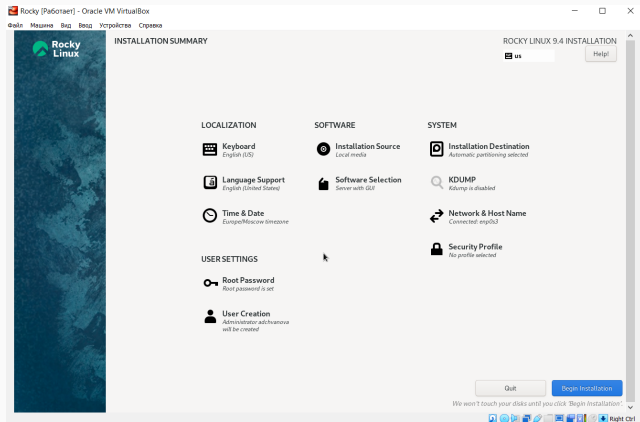 Rocky [Работает] - Oracle VM VirtualBox
Файл Машина Вид Ввод Устройства Справка
Rocky Linux
INSTALLATION SUMMARY
ROCKY LINUX 9.4 INSTALLATION
us
Help!
LOCALIZATION
Keyboard
English (US)
Language Support
English (United States)
Time & Date
Europe/Moscow timezone
SOFTWARE
Installation Source
Local media
Software Selection
Server with GUI
SYSTEM
Installation Destination
Automatic partitioning selected
KDUMP
Kdump is disabled
Network & Host Name
Connected: enp0s3
Security Profile
No profile selected
USER SETTINGS
Root Password
Root password is set
User Creation
Administrator adchvanova
will be created
Quit
Begin Installation
We won't touch your disks until you click 'Begin Installation'.
Right Ctrl